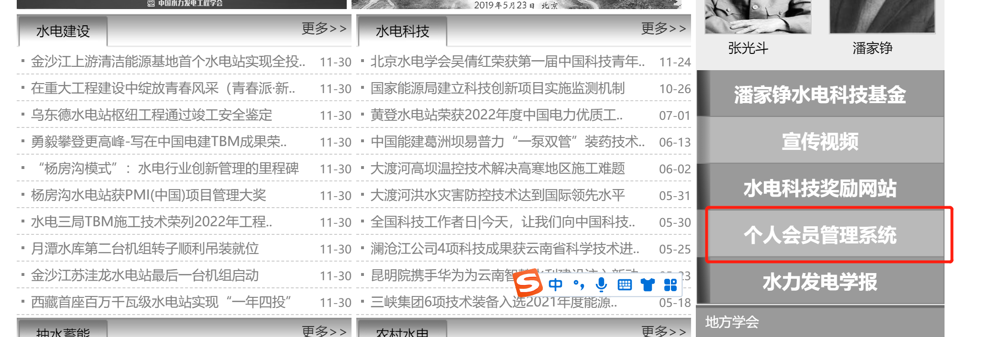 中国水力发电工程学会
2019年5月23日 北京
水电建设
更多>>
· 金沙江上游清洁能源基地首个水电站实现全投.. 11-30
· 在重大工程建设中绽放青春风采（青春派·新.. 11-30
· 乌东德水电站枢纽工程通过竣工安全鉴定 11-30
· 勇毅攀登更高峰-写在中国电建TBM成果荣.. 11-30
· “杨房沟模式”：水电行业创新管理的里程碑 11-30
· 杨房沟水电站获PMI(中国)项目管理大奖 11-30
· 水电三局TBM施工技术荣列2022年工程.. 11-30
· 月潭水库第二台机组转子顺利吊装就位 11-30
· 金沙江苏洼龙水电站最后一台机组启动 11-30
· 西藏首座百万千瓦级水电站实现“一年四投” 11-30
抽水蓄能
更多>>
水电科技
更多>>
· 北京水电学会吴倩红荣获第一届中国科技青年.. 11-24
· 国家能源局建立科技创新项目实施监测机制 10-26
· 黄登水电站荣获2022年度中国电力优质工.. 07-01
· 中国能建葛洲坝易普力“一泵双管”装药技术.. 06-13
· 大渡河高坝温控技术解决高寒地区施工难题 06-02
· 大渡河洪水灾害防控技术达到国际领先水平 05-31
· 全国科技工作者日|今天，让我们向中国科技.. 05-30
· 澜沧江公司4项科技成果获云南省科学技术进.. 05-25
· 昆明院携手华为为云南智慧水利建设注入新动 23
中
· 三峡集团6项技术装备入选2021年度能源.. 05-18
农村水电
更多>>
张光斗
潘家铮
潘家铮水电科技基金
宣传视频
水电科技奖励网站
个人会员管理系统
水力发电学报
地方学会